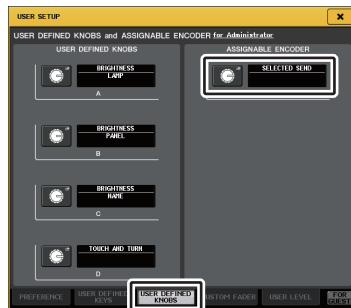 USER SETUP
USER DEFINED KNOBS and ASSIGNABLE ENCODER for Administrator
USER DEFINED KNOBS
ASSIGNABLE ENCODER
BRIGHTNESS
LAMP
A
SELECTED SEND
BRIGHTNESS
PANEL
B
BRIGHTNESS
NAME
C
TOUCH AND TURN
D
PREFERENCE
USER DEFINED
KEYS
USER DEFINED
KNOBS
USTOM FADER
USER LEVEL
FOR
GUEST